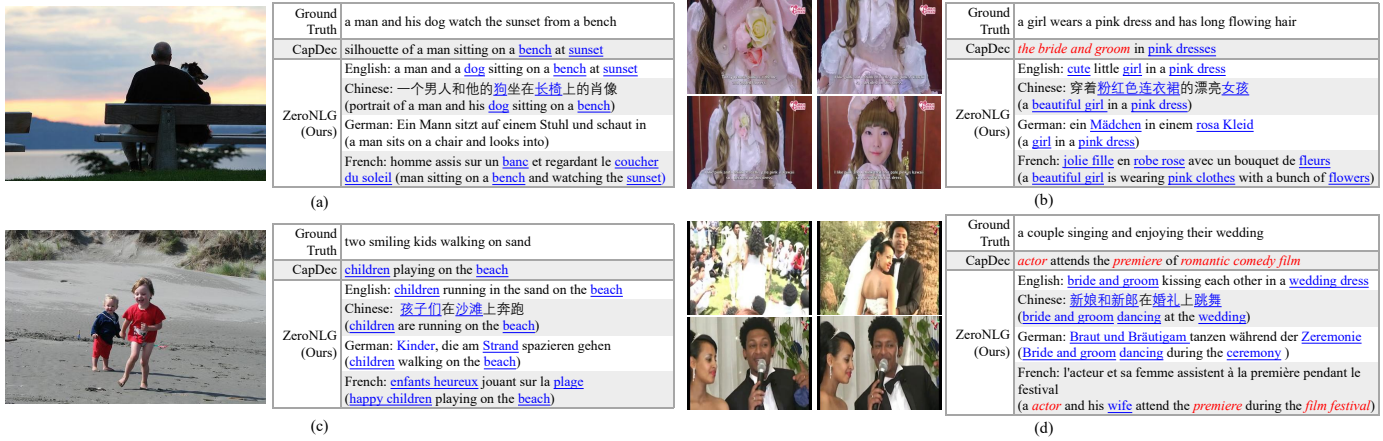 Ground
Truth
a man and his dog watch the sunset from a bench
CapDec
silhouette of a man sitting on a bench at sunset
ZeroNLG
(Ours)
English: a man and a dog sitting on a bench at sunset
Chinese: 一个男人和他的狗坐在长椅上的肖像
(portrait of a man and his dog sitting on a bench)
German: Ein Mann sitzt auf einem Stuhl und schaut in
(a man sits on a chair and looks into)
French: homme assis sur un banc et regardant le coucher
du soleil (man sitting on a bench and watching the sunset)
(a)
Ground
Truth
a girl wears a pink dress and has long flowing hair
CapDec
the bride and groom in pink dresses
ZeroNLG
(Ours)
English: cute little girl in a pink dress
Chinese: 穿着粉红色连衣裙的漂亮女孩
(a beautiful girl in a pink dress)
German: ein Mädchen in einem rosa Kleid
(a girl in a pink dress)
French: jolie fille en robe rose avec un bouquet de fleurs
(a beautiful girl is wearing pink clothes with a bunch of flowers)
(b)
Ground
Truth
two smiling kids walking on sand
CapDec
children playing on the beach
ZeroNLG
(Ours)
English: children running in the sand on the beach
Chinese: 孩子们在沙滩上奔跑
(children are running on the beach)
German: Kinder, die am Strand spazieren gehen
(children walking on the beach)
French: enfants heureux jouant sur la plage
(happy children playing on the beach)
(c)
Ground
Truth
a couple singing and enjoying their wedding
CapDec
actor attends the premiere of romantic comedy film
ZeroNLG
(Ours)
English: bride and groom kissing each other in a wedding dress
Chinese: 新娘和新郎在婚礼上跳舞
(bride and groom dancing at the wedding)
German: Braut und Bräutigam tanzen während der Zeremonie
(Bride and groom dancing during the ceremony )
French: l'acteur et sa femme assistent à la première pendant le
festival
(a actor and his wife attend the premiere during the film festival)
(d)